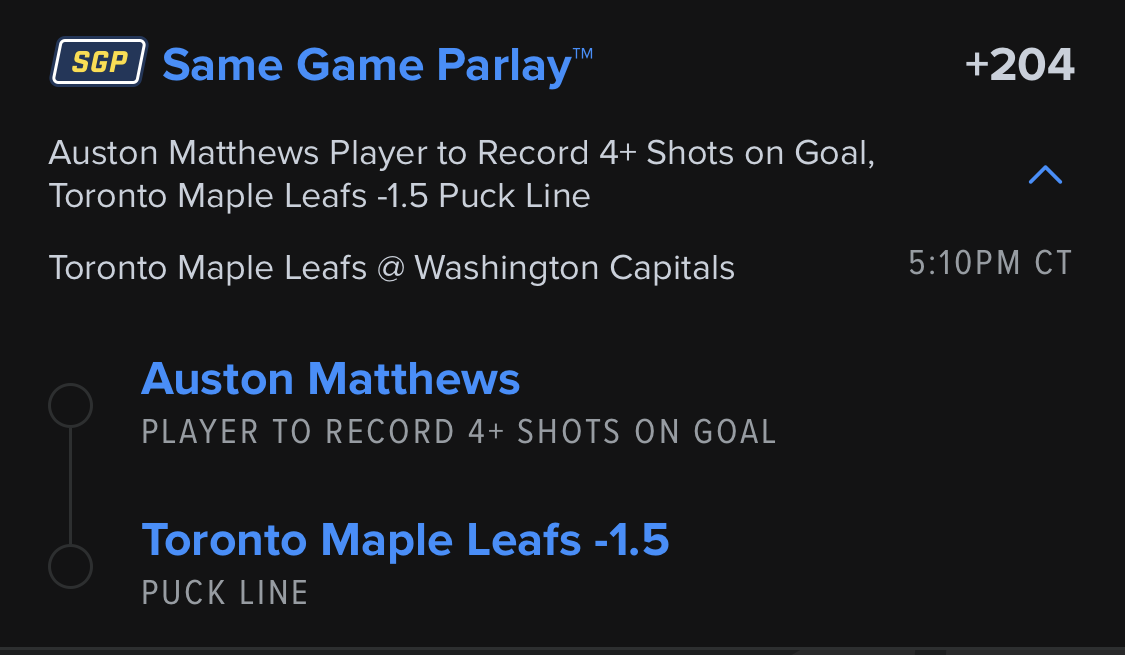 SGP Same Game Parlay™ +204
Auston Matthews Player to Record 4+ Shots on Goal,
Toronto Maple Leafs -1.5 Puck Line
Toronto Maple Leafs @ Washington Capitals 5:10PM CT
Auston Matthews
PLAYER TO RECORD 4+ SHOTS ON GOAL
Toronto Maple Leafs -1.5
PUCK LINE